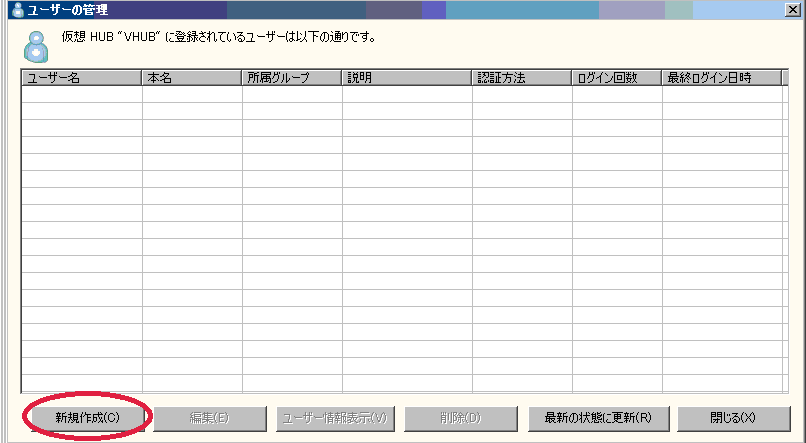 ユーザーの管理
仮想 HUB "VHUB" に登録されているユーザーは以下の通りです。
ユーザー名 本名 所属グループ 説明 認証方法 ログイン回数 最終ログイン日時
新規作成(C) 編集(E) ユーザー情報表示(V) 削除(D) 最新の状態に更新(R) 閉じる(X)